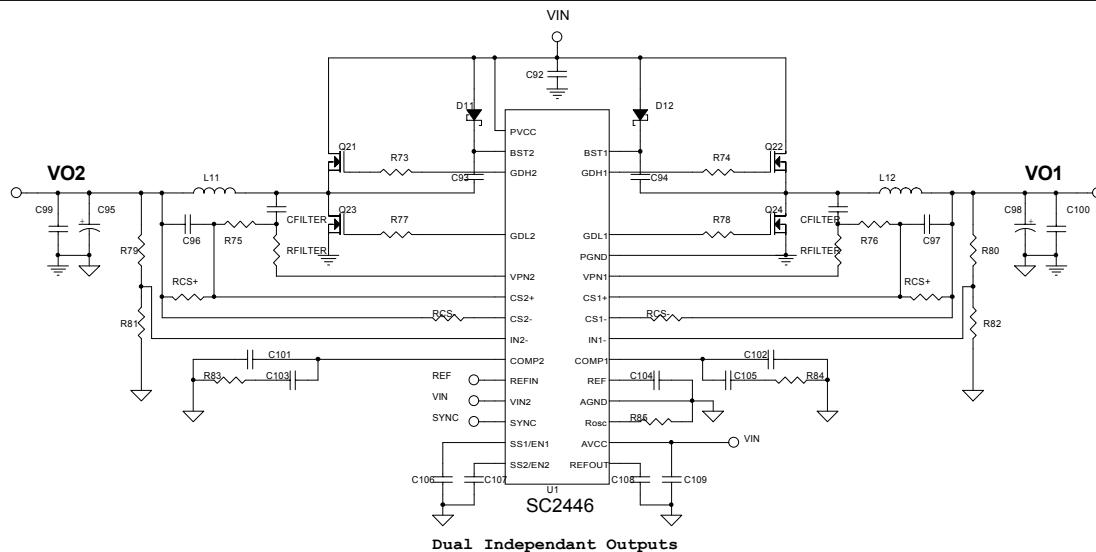 VIN
C92
D11
D12
PVCC
Q21
Q22
BST2
BST1
R73
R74
GDH2
GDH1
VO2
VO1
L11
L12
C93
C94
C99
C95
C98
C100
CFILTER
CFILTER
Q23
Q24
C96
R75
R77
R78
R76
C97
GDL2
GDL1
R79
R80
RFILTER
RFILTER
PGND
VPN2
VPN1
RCS+
RCS+
CS2+
CS1+
R81
R82
RCS-
RCS-
CS2-
CS1-
IN2-
IN1-
C101
C102
COMP2
COMP1
R83
C103
C104
C105
R84
REF
REFIN
REF
VIN
VIN2
AGND
SYNC
SYNC
Rosc
R85
SS1/EN1
AVCC
VIN
SS2/EN2
REFOUT
C106
C107
C108
C109
U1
SC2446
Dual Independant Outputs